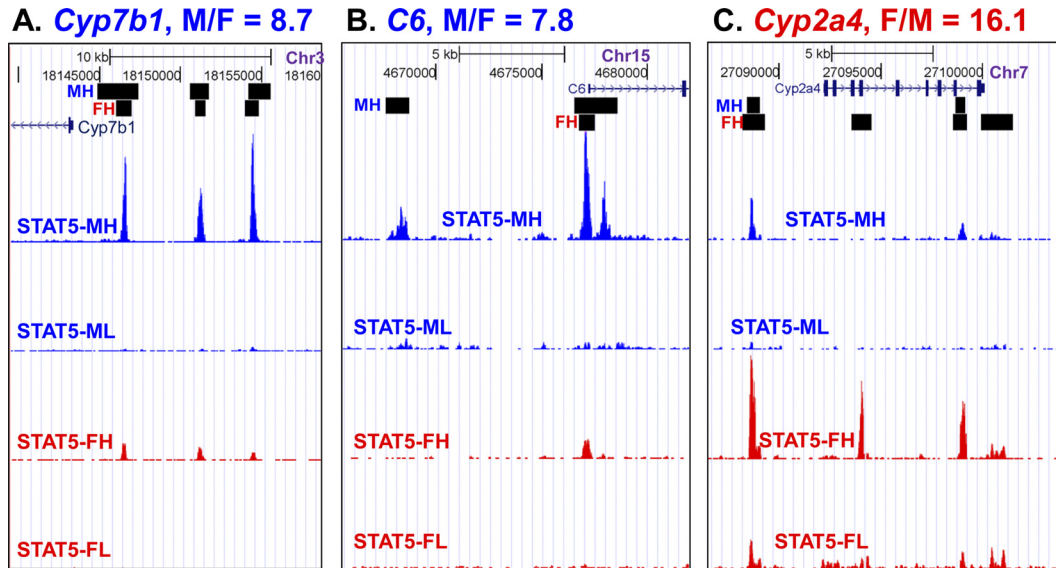 A. Cyp7b1, M/F = 8.7
10 kb
Chr3
18145000
18150000
18155000
181600
MH
FH
Cyp7b1
STAT5-MH
STAT5-ML
STAT5-FH
STAT5-FL
B. C6, M/F = 7.8
5 kb
Chr15
4670000
4675000
4680000
C6
MH
FH
STAT5-MH
STAT5-ML
STAT5-FH
STAT5-FL
C. Cyp2a4, F/M = 16.1
5 kb
27090000
27095000
27100000
Chr7
Cyp2a4
MH
FH
STAT5-MH
STAT5-ML
STAT5-FH
STAT5-FL